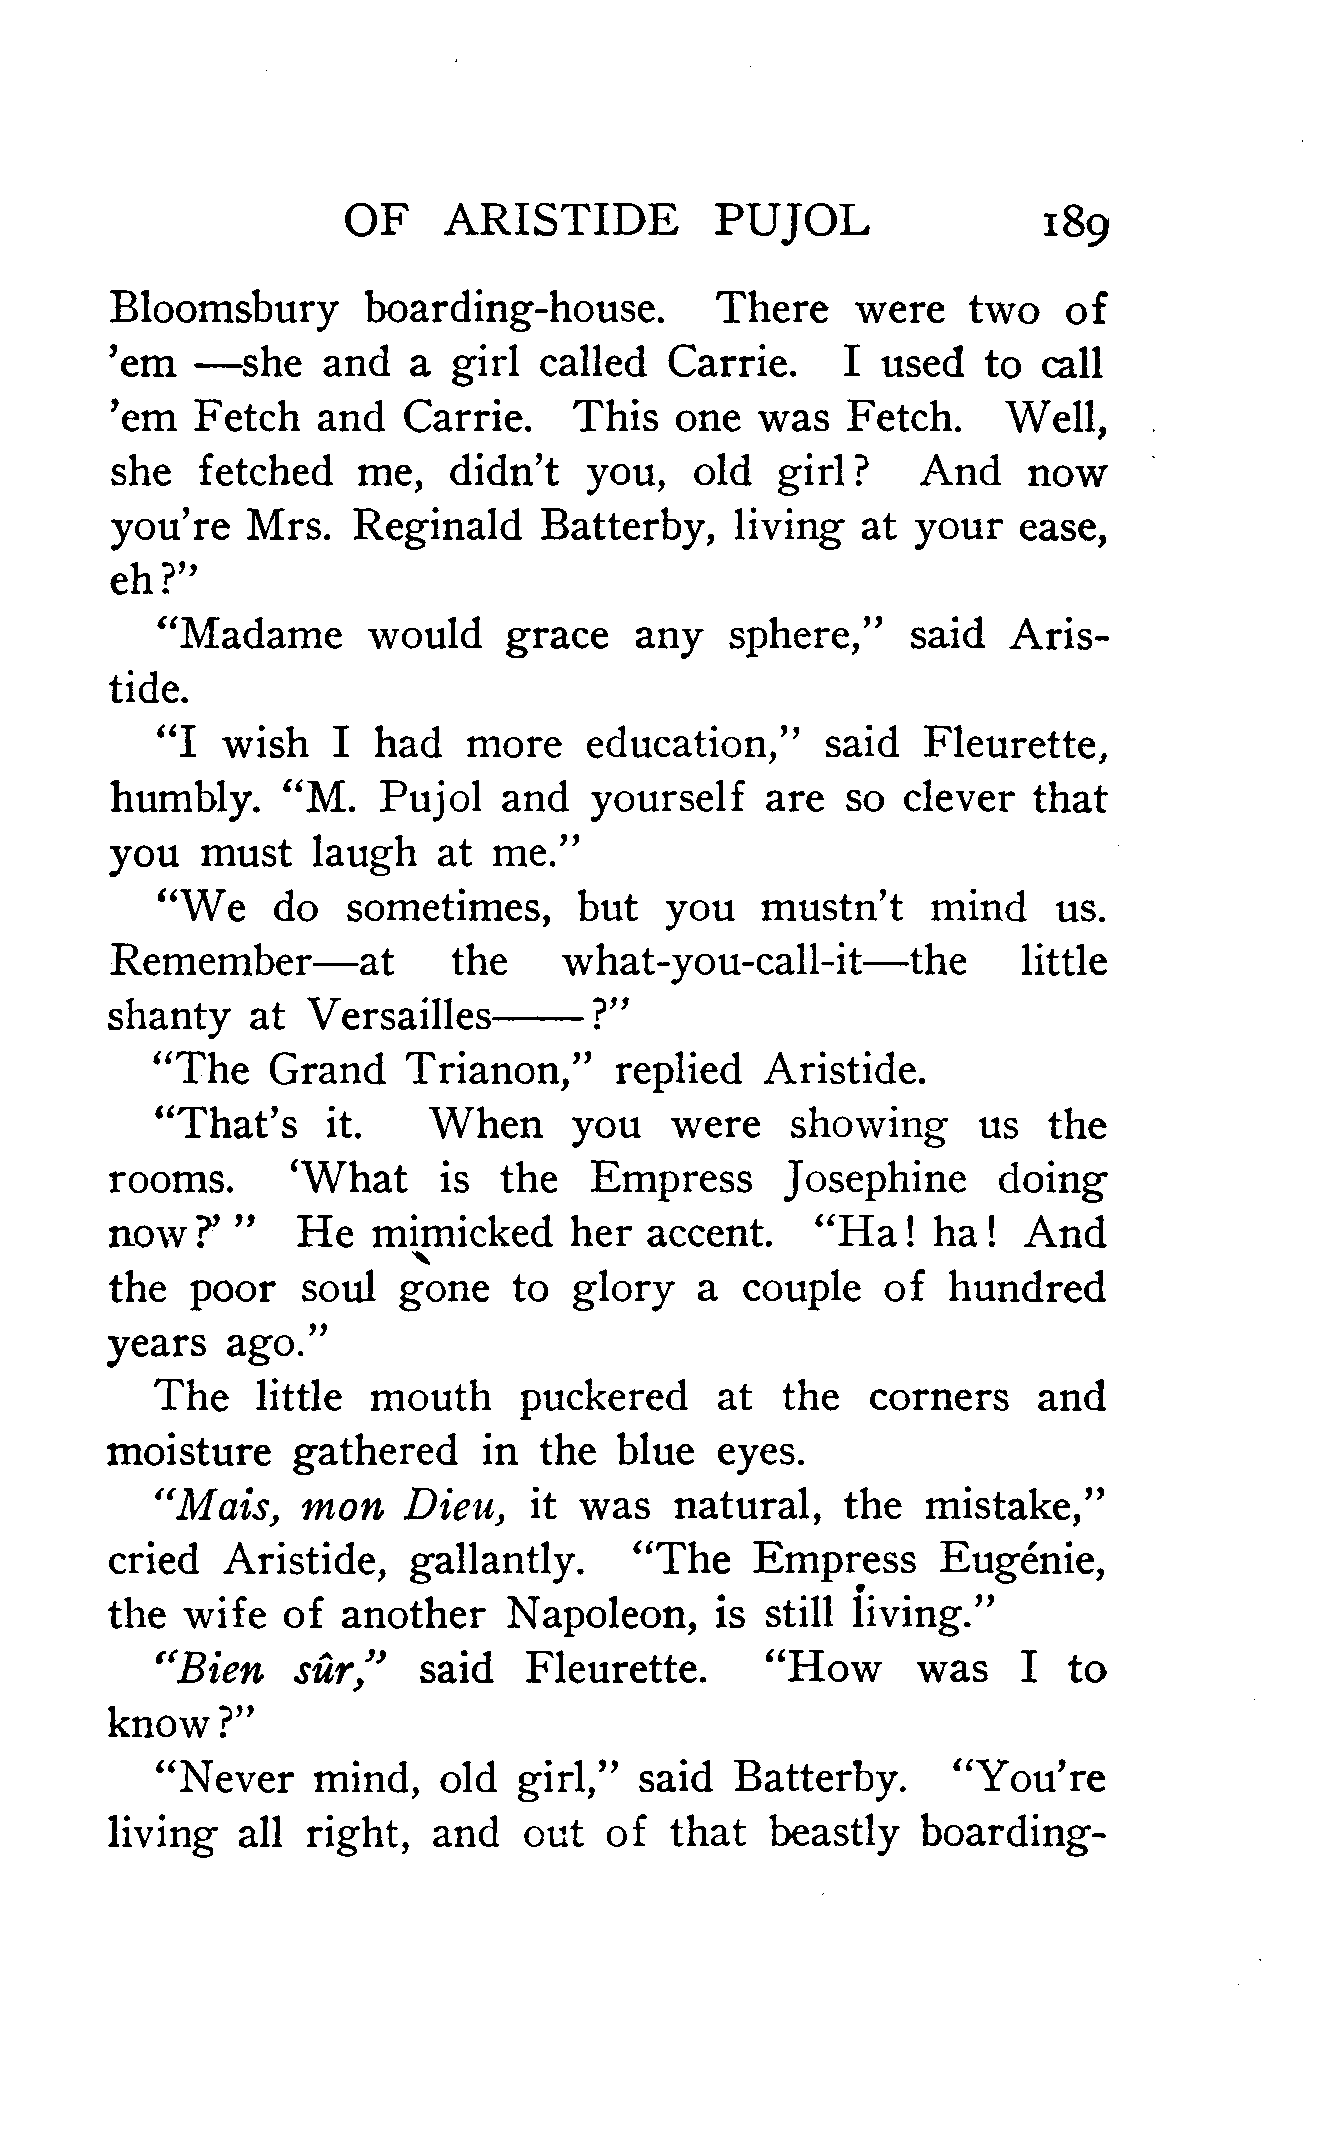 OF ARISTIDE PUJOL 189
Bloomsbury boarding-house. There were two of
'em —she and a girl called Carrie. I used to call
'em Fetch and Carrie. This one was Fetch. Well,
she fetched me, didn't you, old girl? And now
you're Mrs. Reginald Batterby, living at your ease,
eh?"
"Madame would grace any sphere," said Aris-
tide.
"I wish I had more education," said Fleurette,
humbly. "M. Pujol and yourself are so clever that
you must laugh at me."
"We do sometimes, but you mustn't mind us.
Remember—at the what-you-call-it—the little
shanty at Versailles——?"
"The Grand Trianon," replied Aristide.
"That's it. When you were showing us the
rooms. 'What is the Empress Josephine doing
now?' " He mimicked her accent. "Ha! ha! And
the poor soul gone to glory a couple of hundred
years ago."
The little mouth puckered at the corners and
moisture gathered in the blue eyes.
"Mais, mon Dieu, it was natural, the mistake,"
cried Aristide, gallantly. "The Empress Eugénie,
the wife of another Napoleon, is still living."
"Bien sûr," said Fleurette. "How was I to
know?"
"Never mind, old girl," said Batterby. "You're
living all right, and out of that beastly boarding-